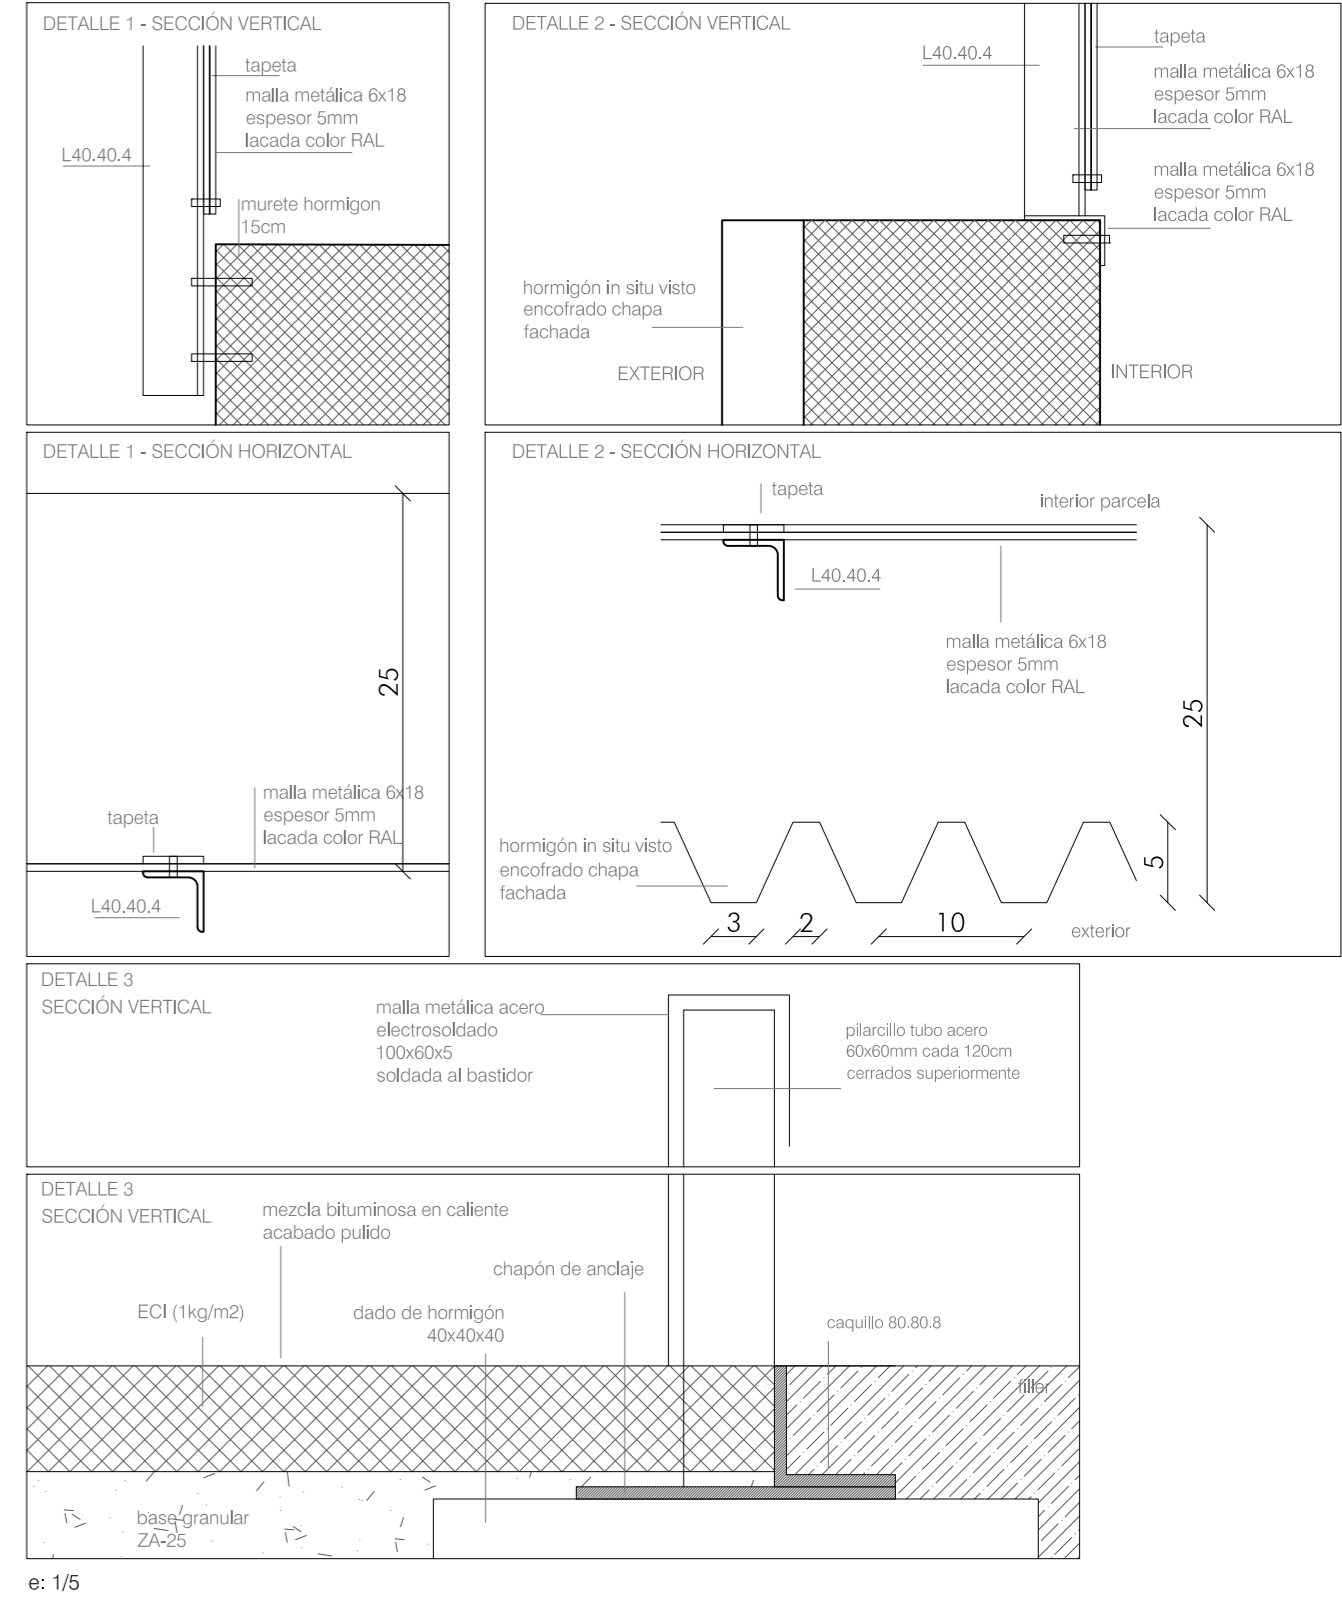 DETALLE 1 - SECCIÓN VERTICAL
tapeta
malla metálica 6x18
espesor 5mm
lacada color RAL
L40.40.4
murete hormigon
15cm
DETALLE 2 - SECCIÓN VERTICAL
L40.40.4
tapeta
malla metálica 6x18
espesor 5mm
lacada color RAL
malla metálica 6x18
espesor 5mm
lacada color RAL
hormigón in situ visto
encofrado chapa
fachada
EXTERIOR
INTERIOR
DETALLE 1 - SECCIÓN HORIZONTAL
25
malla metálica 6x18
espesor 5mm
lacada color RAL
tapeta
L40.40.4
DETALLE 2 - SECCIÓN HORIZONTAL
tapeta
interior parcela
L40.40.4
malla metálica 6x18
espesor 5mm
lacada color RAL
25
hormigón in situ visto
encofrado chapa
fachada
5
3
2
10
exterior
DETALLE 3
SECCIÓN VERTICAL
malla metálica acero
electrosoldado
100x60x5
soldada al bastidor
pilarcillo tubo acero
60x60mm cada 120cm
cerrados superiormente
DETALLE 3
SECCIÓN VERTICAL
mezcla bituminosa en caliente
acabado pulido
chapón de anclaje
ECI (1kg/m2)
dado de hormigón
40x40x40
caquillo 80.80.8
filler
base granular
ZA-25
e: 1/5